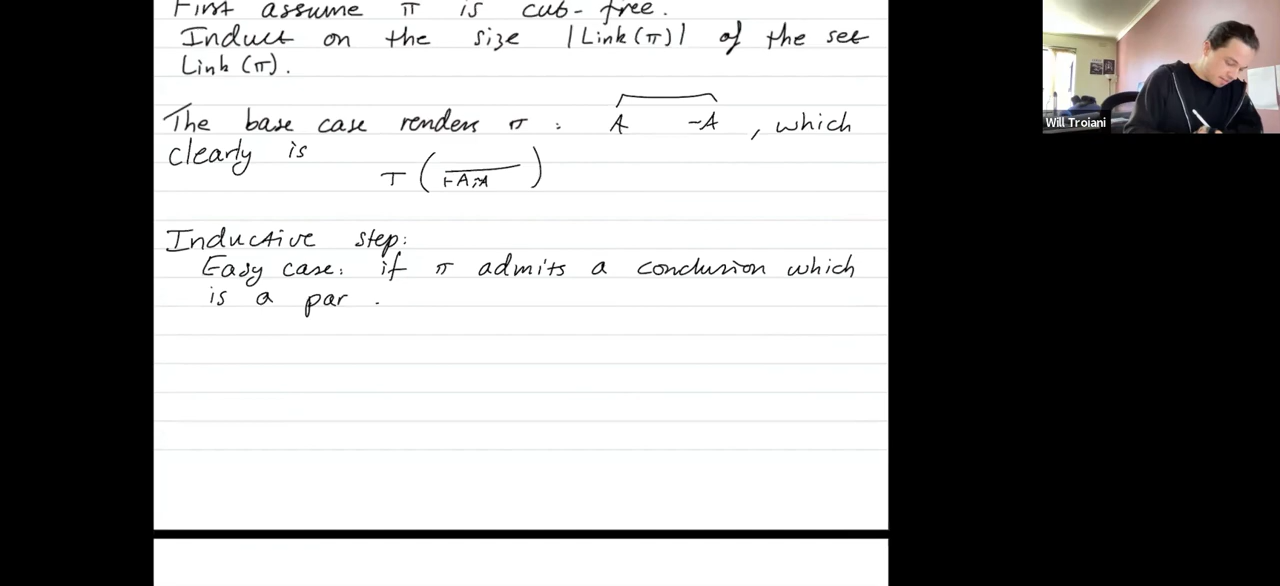 First assume π is cut-free.
Induct on the size |Link(π)| of the set
Link(π).
The base case renders π : A ¬A , which
clearly is
T ( ⊢A,¬A )
Inductive step:
Easy case: if π admits a conclusion which
is a par .
Will Troiani